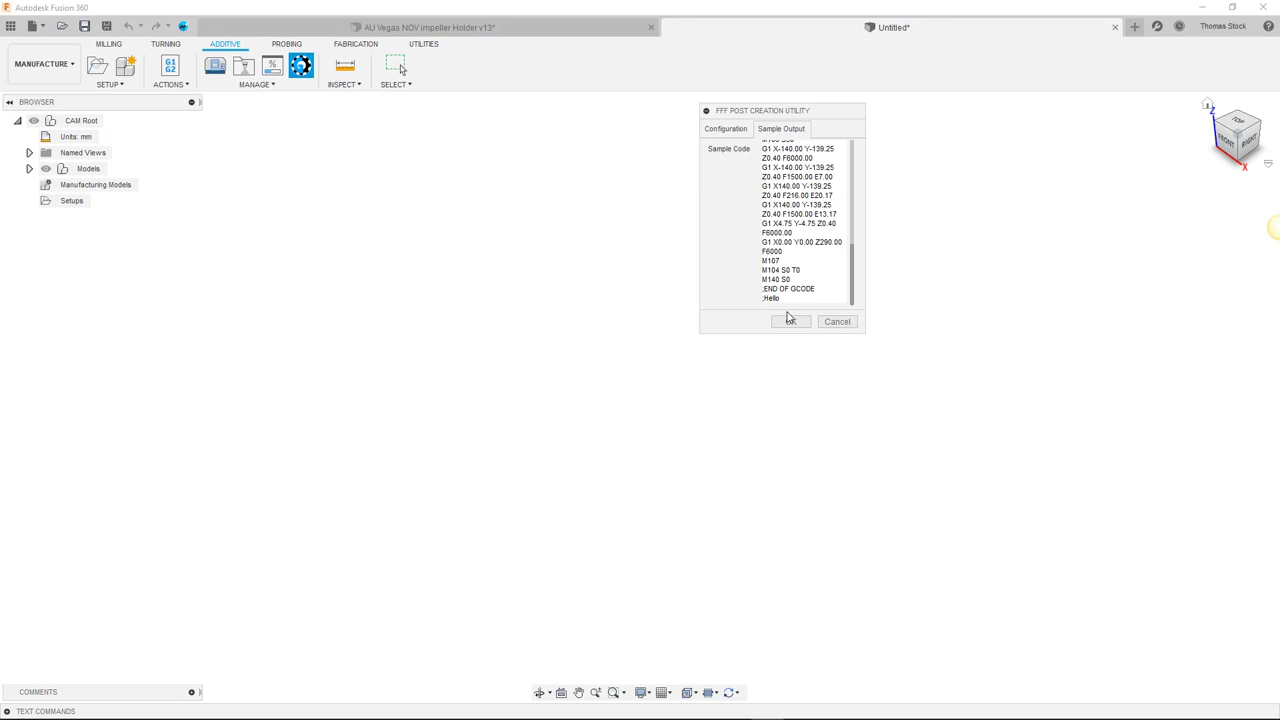 Autodesk Fusion 360
AU Vegas NOV impeller Holder v13*
Untitled*
Thomas Stock
MILLING
TURNING
ADDITIVE
PROBING
FABRICATION
UTILITIES
MANUFACTURE
G1
G2
SETUP
ACTIONS
MANAGE
INSPECT
SELECT
BROWSER
CAM Root
Units: mm
Named Views
Models
Manufacturing Models
Setups
FFF POST CREATION UTILITY
Configuration
Sample Output
Sample Code
G1 X-140.00 Y-139.25
Z0.40 F6000.00
G1 X-140.00 Y-139.25
Z0.40 F1500.00 E7.00
G1 X140.00 Y-139.25
Z0.40 F216.00 E20.17
G1 X140.00 Y-139.25
Z0.40 F1500.00 E13.17
G1 X4.75 Y-4.75 Z0.40
F6000.00
G1 X0.00 Y0.00 Z290.00
F6000
M107
M104 S0 T0
M140 S0
;END OF GCODE
;Hello
Cancel
Z
TOP
FRONT
RIGHT
X
COMMENTS
TEXT COMMANDS